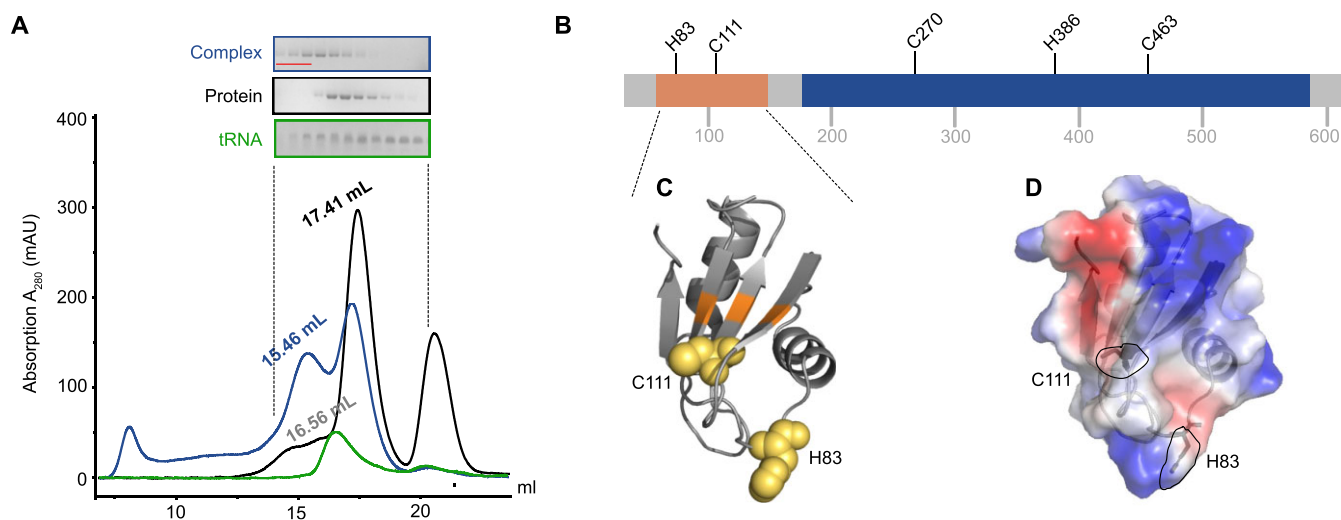 A
Complex
Protein
tRNA
400
300
200
100
0
Absorption A280 (mAU)
17.41 mL
15.46 mL
16.56 mL
10
15
20
ml
B
H83
C111
C270
H386
C463
100
200
300
400
500
600
C
C111
H83
D
C111
H83